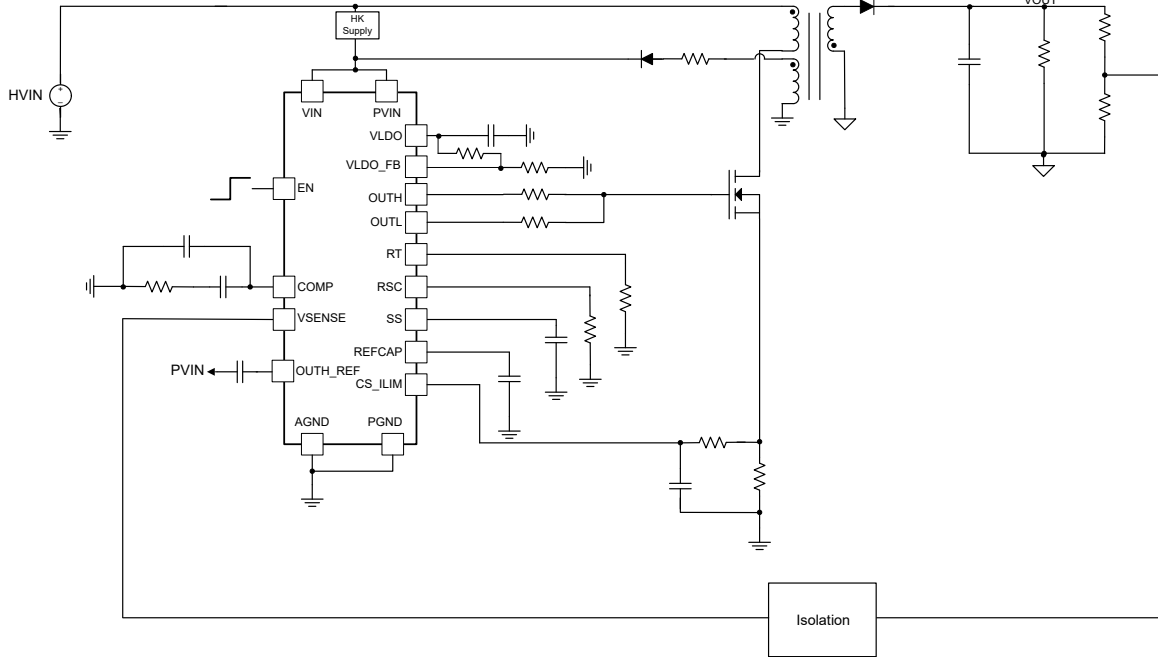 VOUT
HK
Supply
HVIN
+
−
VIN
PVIN
VLDO
VLDO_FB
EN
OUTH
OUTL
RT
COMP
RSC
VSENSE
SS
REFCAP
PVIN
OUTH_REF
CS_ILIM
AGND
PGND
Isolation